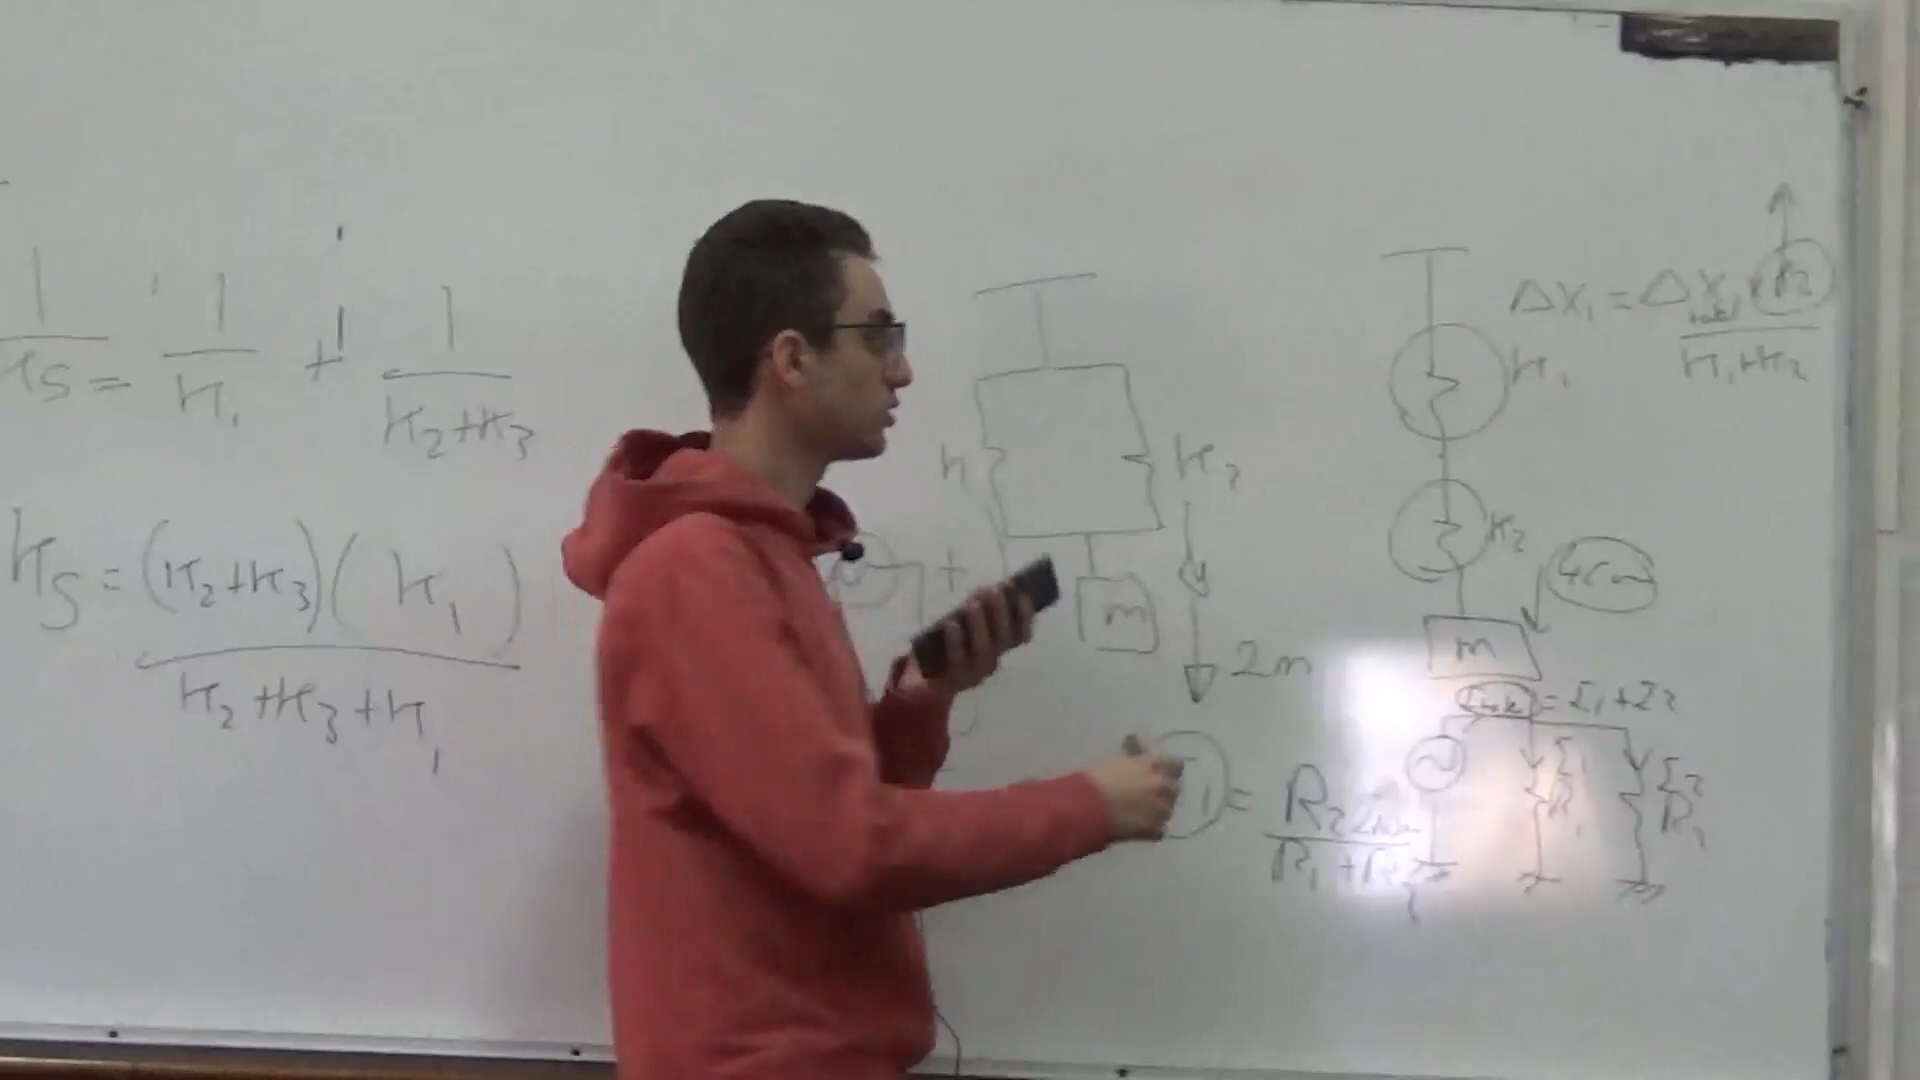 1/KS = 1/K1 + 1/(K2+K3)
KS = (K2+K3)(K1)/(K2+K3+K1)
K
K2
m
2m
+
I1 = R2 Itotal/(R1+R2)
ΔX1 = ΔXtotal × K2/(K1+K2)
K1
K2
4cm
m
Itotal = I1+I2
I1
R1
I2
R2